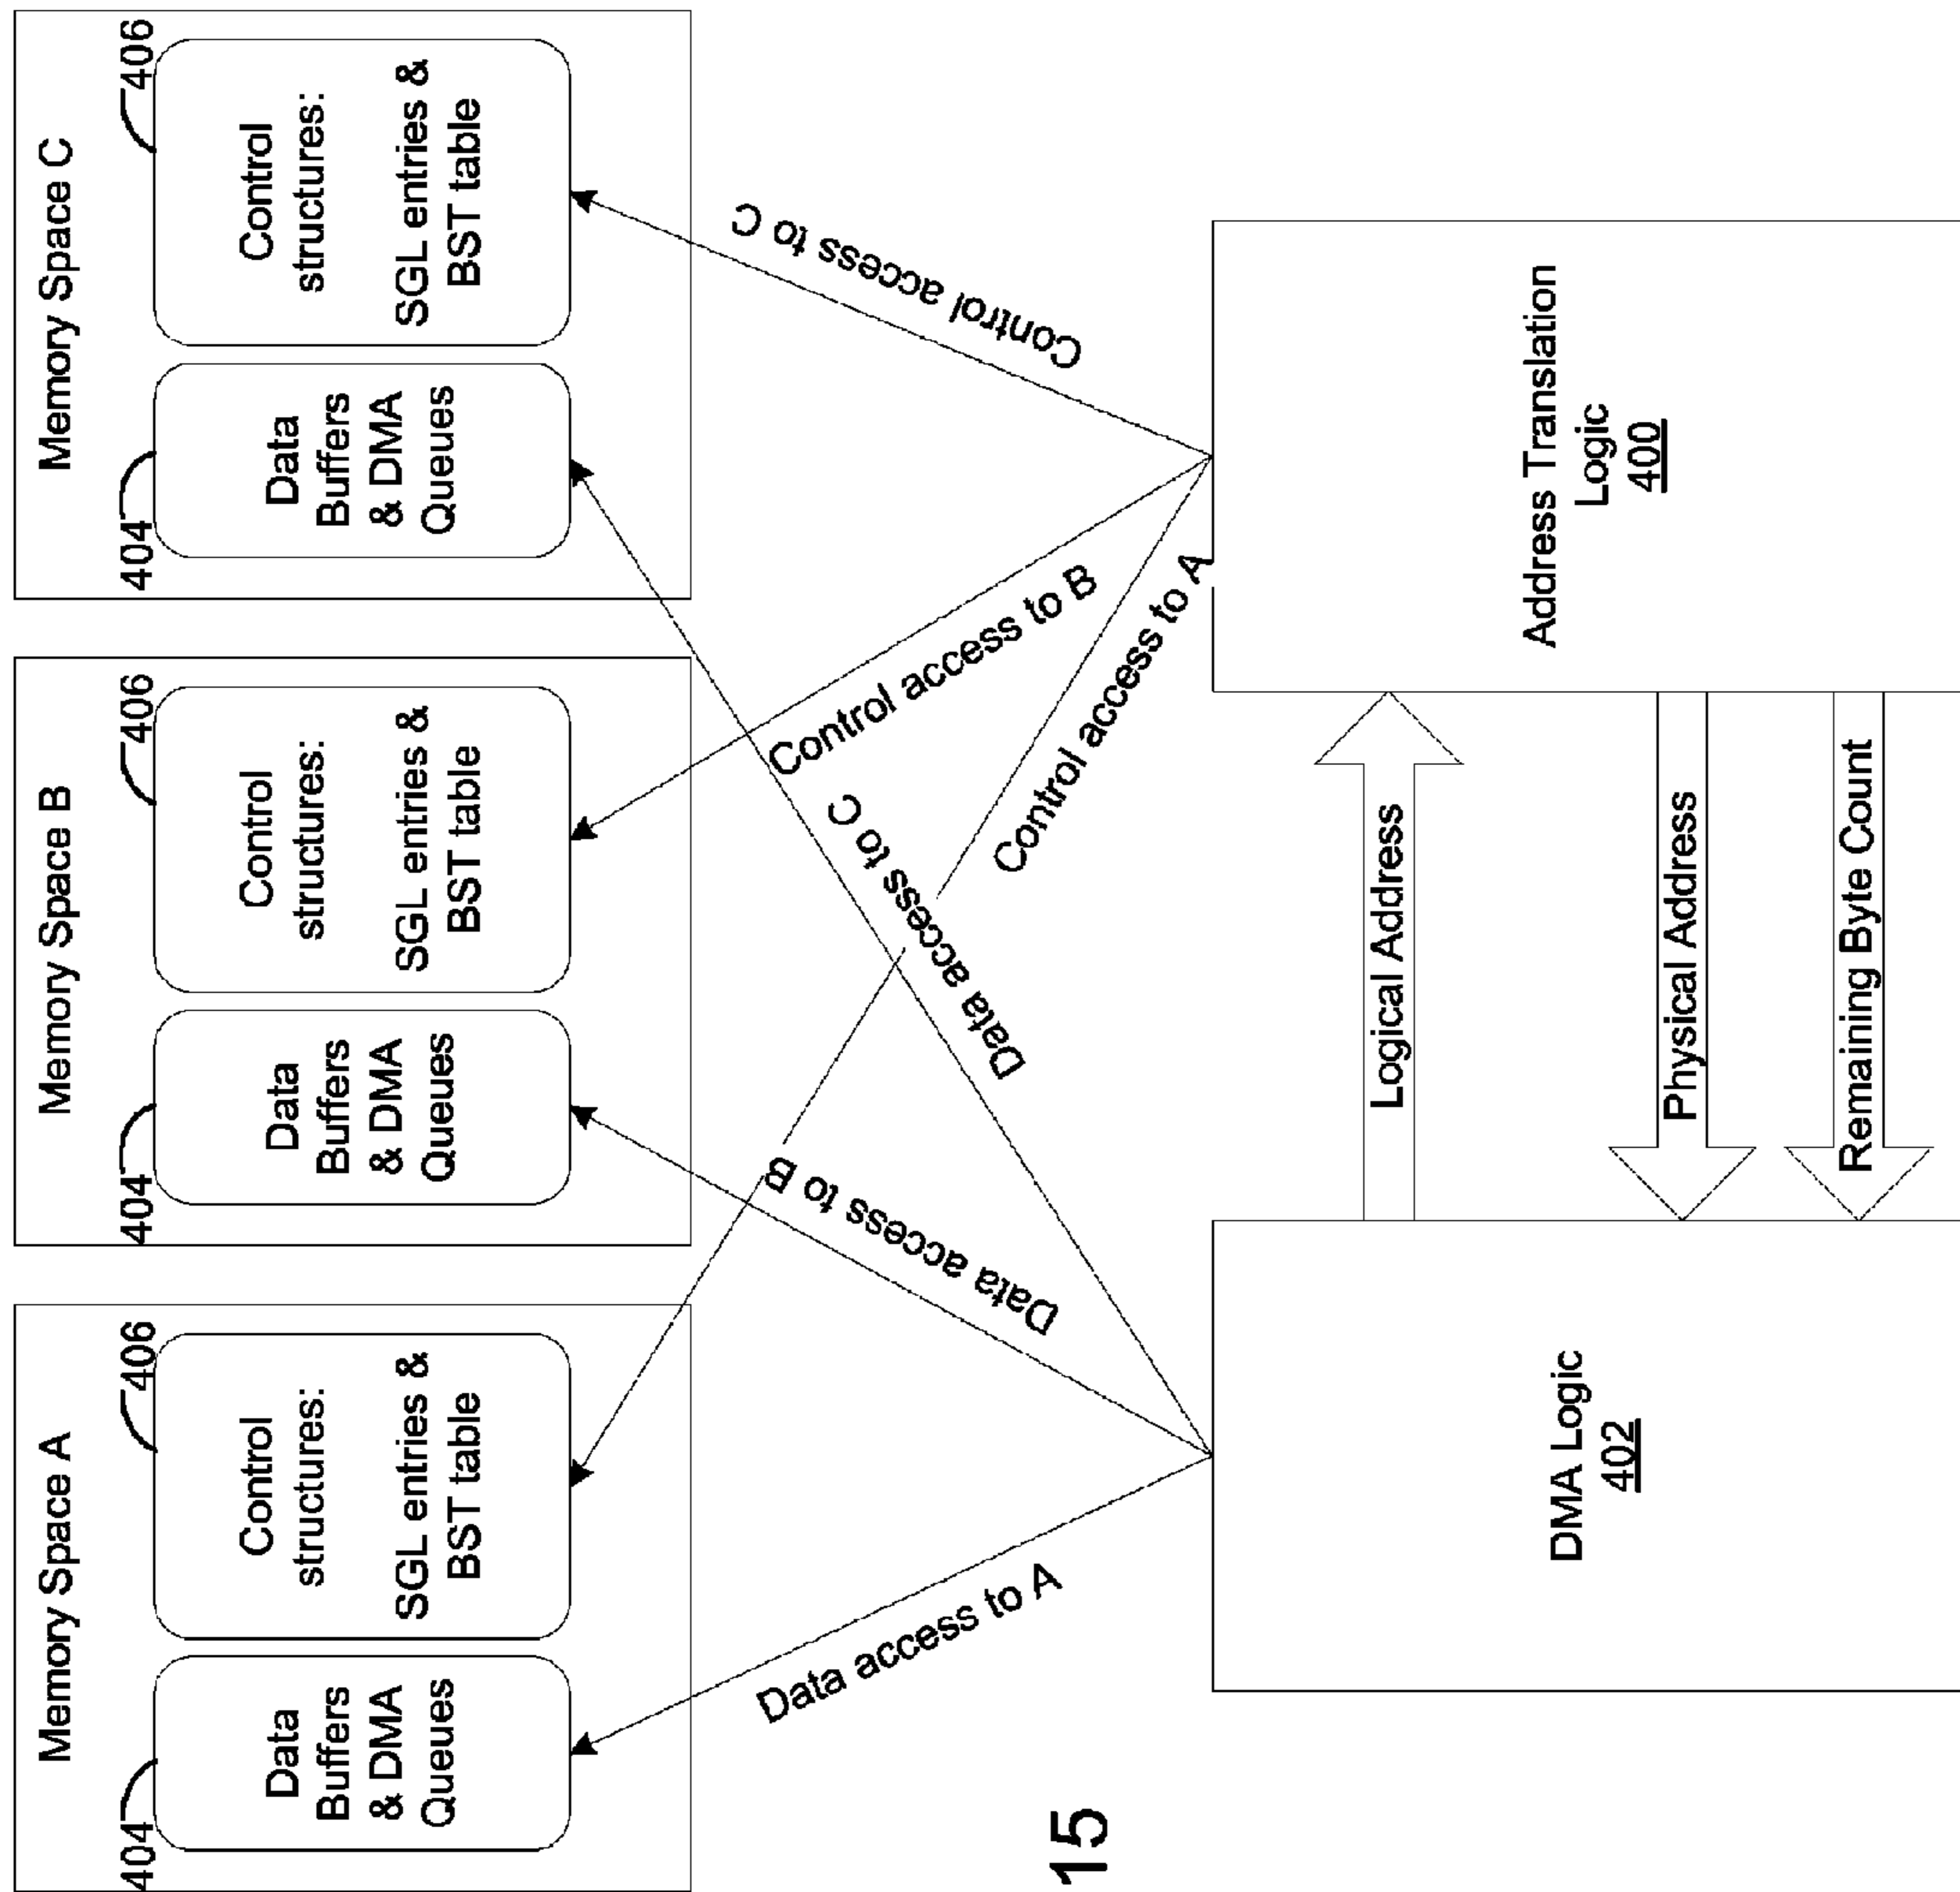 Memory Space A
404
406
Data
Buffers
& DMA
Queues
Control
structures:
SGL entries &
BST table
Memory Space B
404
406
Data
Buffers
& DMA
Queues
Control
structures:
SGL entries &
BST table
Memory Space C
404
406
Data
Buffers
& DMA
Queues
Control
structures:
SGL entries &
BST table
Data access to A
Data access to B
Data access to C
Control access to A
Control access to B
Control access to C
15
DMA Logic
402
Logical Address
Physical Address
Remaining Byte Count
Address Translation
Logic
400